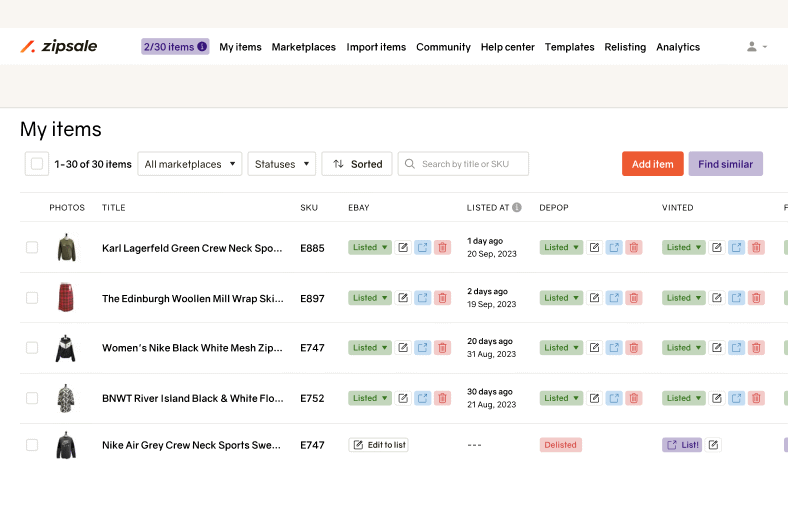 zipsale
2/30 items
My items
Marketplaces
Import items
Community
Help center
Templates
Relisting
Analytics
My items
1-30 of 30 items
All marketplaces
Statuses
Sorted
Search by title or SKU
Add item
Find similar
PHOTOS TITLE SKU EBAY LISTED AT DEPOP VINTED
Karl Lagerfeld Green Crew Neck Spo... E885 Listed 1 day ago Listed Listed
20 Sep, 2023
The Edinburgh Woollen Mill Wrap Ski... E897 Listed 2 days ago Listed Listed
19 Sep, 2023
Women's Nike Black White Mesh Zip... E747 Listed 20 days ago Listed Listed
31 Aug, 2023
BNWT River Island Black & White Flo... E752 Listed 30 days ago Listed Listed
21 Aug, 2023
Nike Air Grey Crew Neck Sports Swe... E747 Edit to list --- Delisted List!